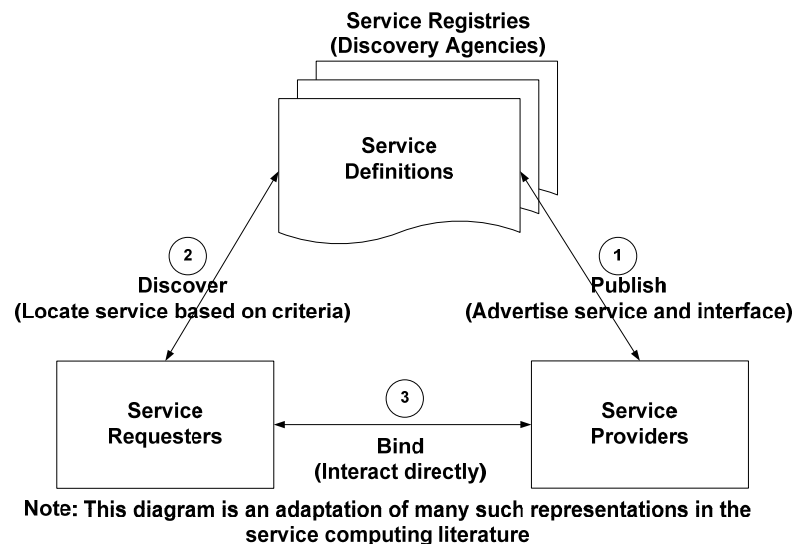 Service Registries
(Discovery Agencies)
Service
Definitions
2
Discover
(Locate service based on criteria)
1
Publish
(Advertise service and interface)
Service
Requesters
3
Bind
(Interact directly)
Service
Providers
Note: This diagram is an adaptation of many such representations in the
service computing literature